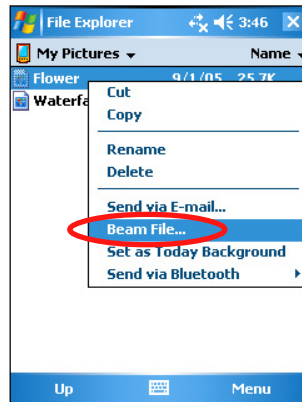 File Explorer 3:46
My Pictures Name
Flower 9/1/05 25.7K
Waterfa
Cut
Copy
Rename
Delete
Send via E-mail...
Beam File...
Set as Today Background
Send via Bluetooth
Up Menu